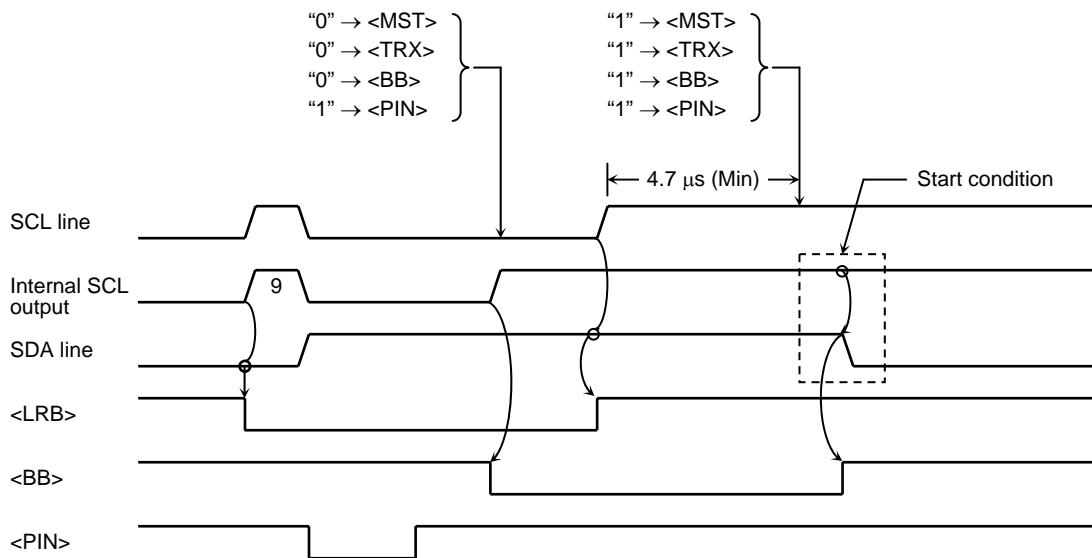 “0” → <MST>
“0” → <TRX>
“0” → <BB>
“1” → <PIN>
“1” → <MST>
“1” → <TRX>
“1” → <BB>
“1” → <PIN>
4.7 μs (Min)
Start condition
SCL line
Internal SCL
output
9
SDA line
<LRB>
<BB>
<PIN>